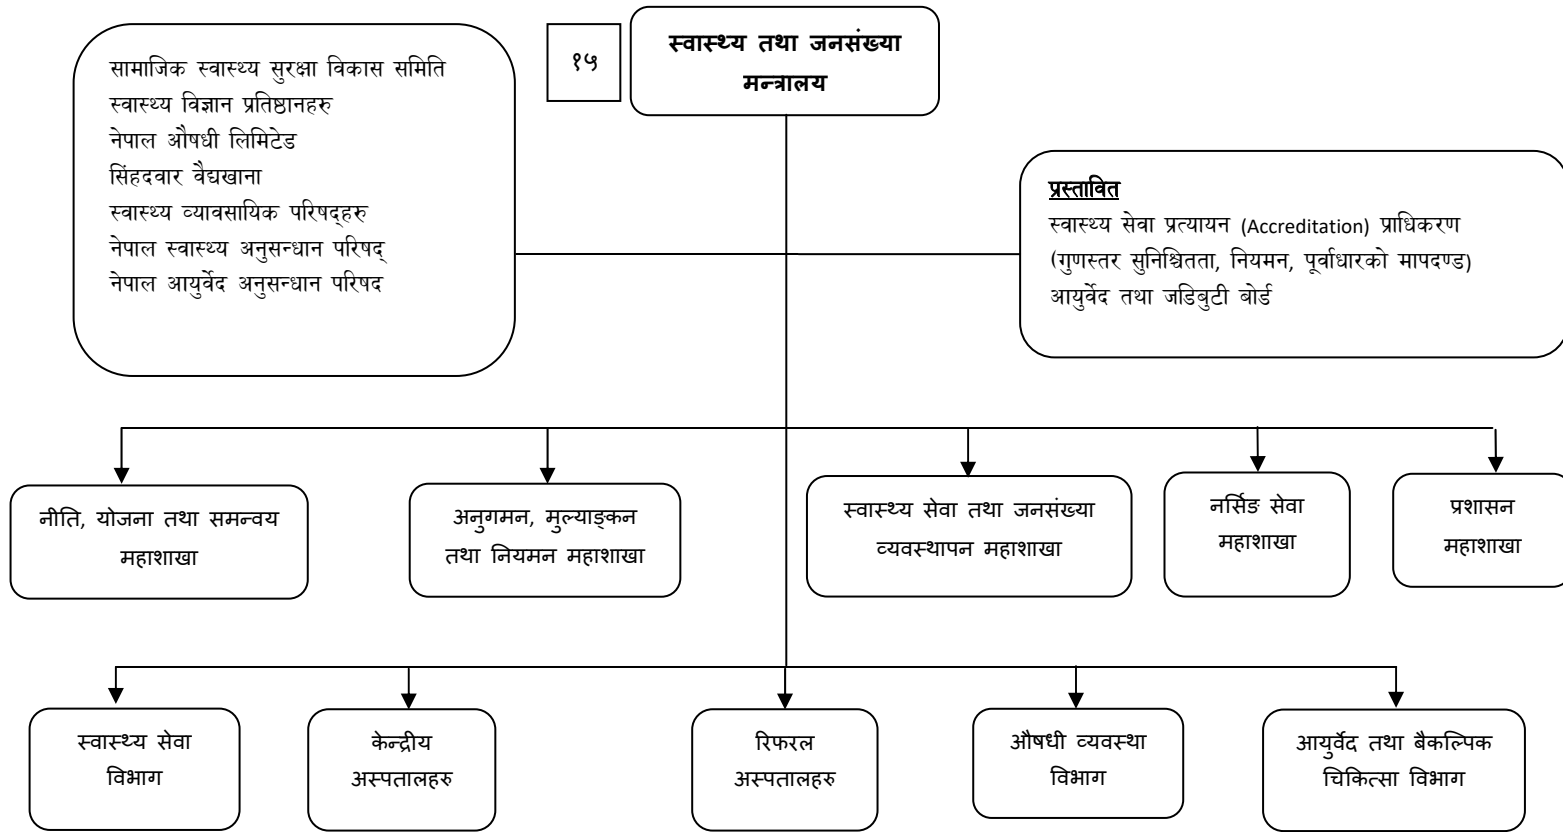 सामाजिक स्वास्थ्य सुरक्षा विकास समिति
स्वास्थ्य विज्ञान प्रतिष्ठानहरु
नेपाल औषधी लिमिटेड
सिंहदवार वैद्यखाना
स्वास्थ्य व्यावसायिक परिषद्हरु
नेपाल स्वास्थ्य अनुसन्धान परिषद्
नेपाल आयुर्वेद अनुसन्धान परिषद
१५
स्वास्थ्य तथा जनसंख्या
मन्त्रालय
प्रस्तावित
स्वास्थ्य सेवा प्रत्यायन (Accreditation) प्राधिकरण
(गुणस्तर सुनिश्चितता, नियमन, पूर्वाधारको मापदण्ड)
आयुर्वेद तथा जडिबुटी बोर्ड
नीति, योजना तथा समन्वय
महाशाखा
अनुगमन, मुल्याङ्कन
तथा नियमन महाशाखा
स्वास्थ्य सेवा तथा जनसंख्या
व्यवस्थापन महाशाखा
नर्सिङ सेवा
महाशाखा
प्रशासन
महाशाखा
स्वास्थ्य सेवा
विभाग
केन्द्रीय
अस्पतालहरु
रिफरल
अस्पतालहरु
औषधी व्यवस्था
विभाग
आयुर्वेद तथा बैकल्पिक
चिकित्सा विभाग